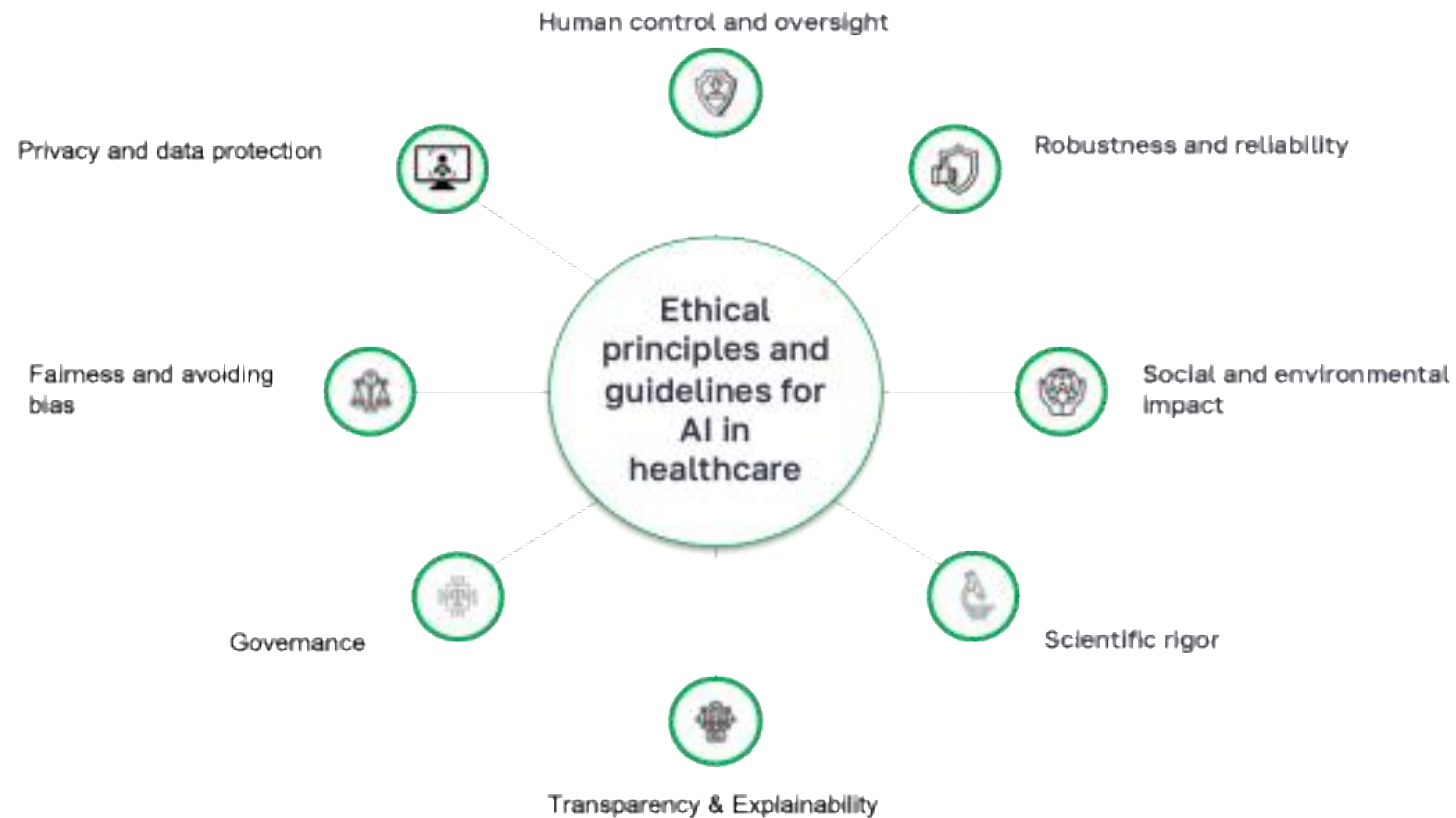 Human control and oversight
Privacy and data protection
Robustness and reliability
Ethical
principles and
guidelines for
AI in
healthcare
Fairness and avoiding
bias
Social and environmental
impact
Governance
Scientific rigor
Transparency & Explainability